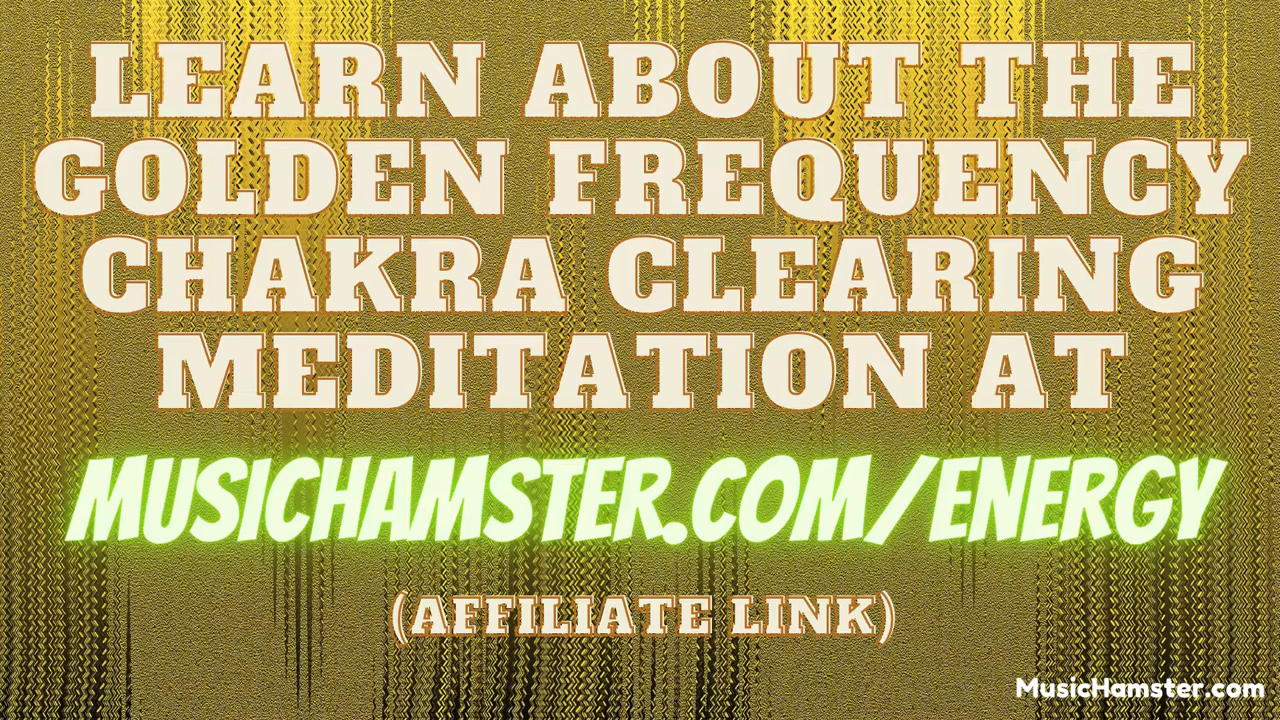 LEARN ABOUT THE
GOLDEN FREQUENCY
CHAKRA CLEARING
MEDITATION AT
MUSICHAMSTER.COM/ENERGY
(AFFILIATE LINK)
MusicHamster.com